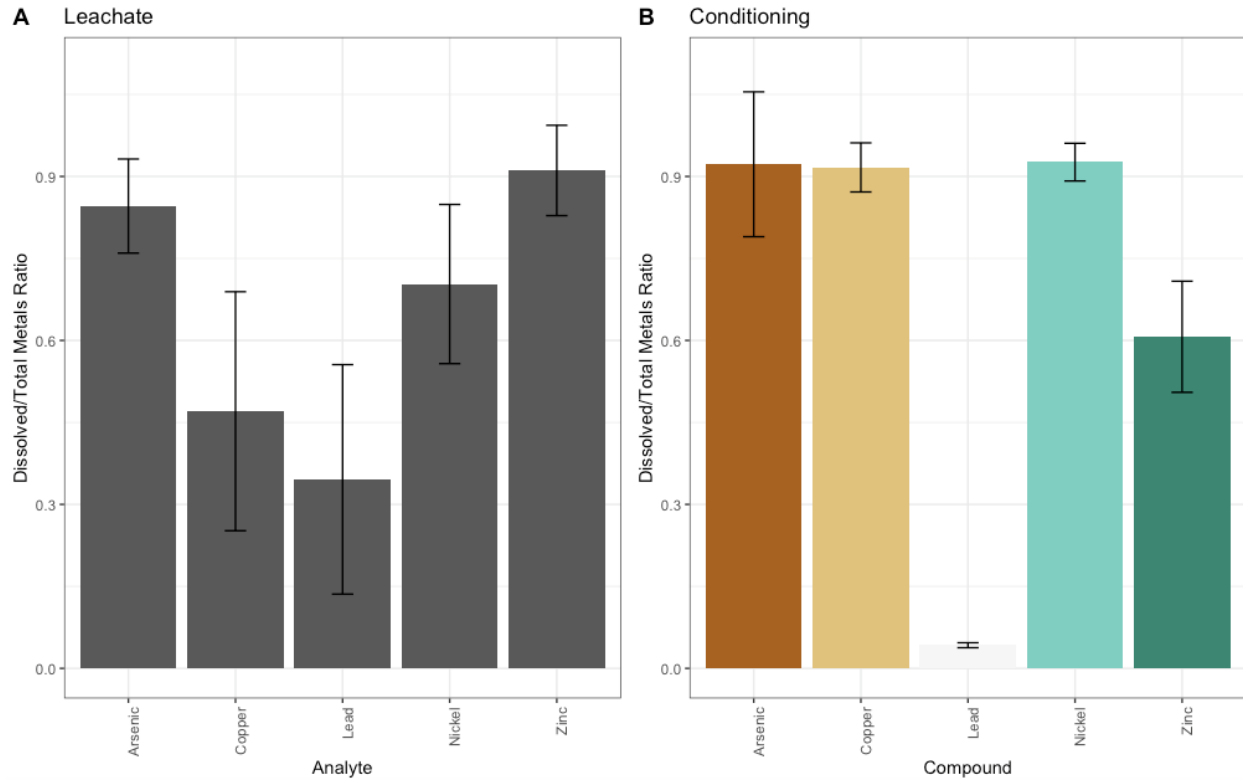 A Leachate
Dissolved/Total Metals Ratio
0.9
0.6
0.3
0.0
Arsenic
Copper
Lead
Nickel
Zinc
Analyte
B Conditioning
Dissolved/Total Metals Ratio
0.9
0.6
0.3
0.0
Arsenic
Copper
Lead
Nickel
Zinc
Compound